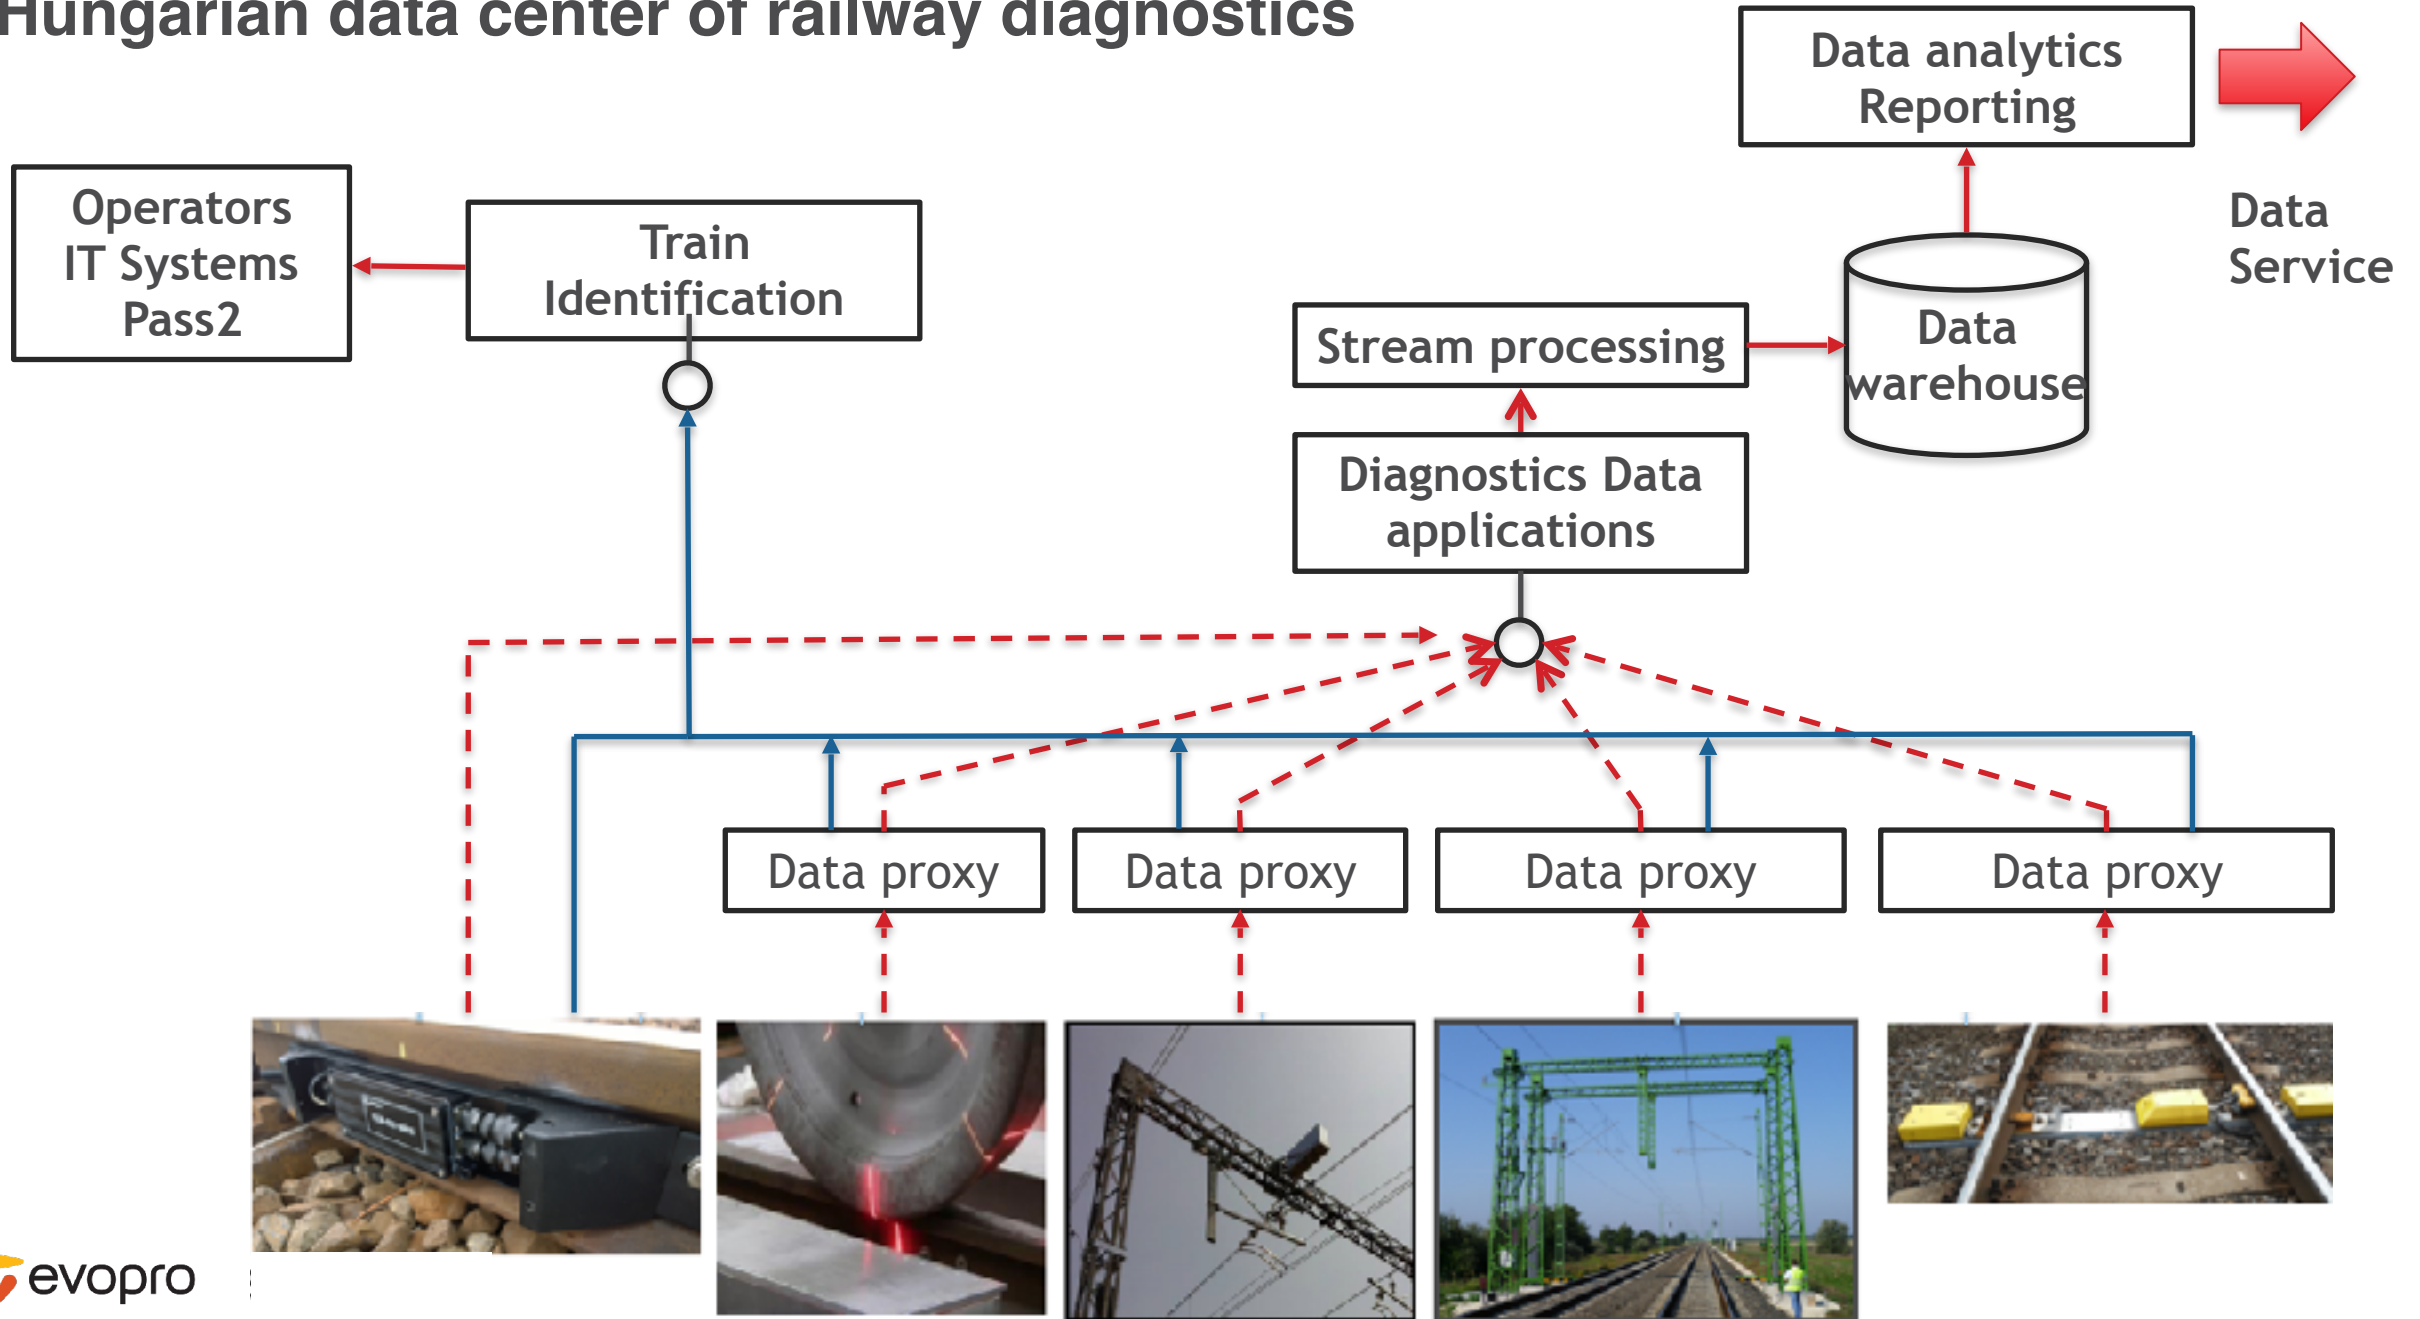 Hungarian data center of railway diagnostics
Data analytics
Reporting
Data
Service
Operators
IT Systems
Pass2
Train
Identification
Stream processing
Data
warehouse
Diagnostics Data
applications
Data proxy
Data proxy
Data proxy
Data proxy
evopro